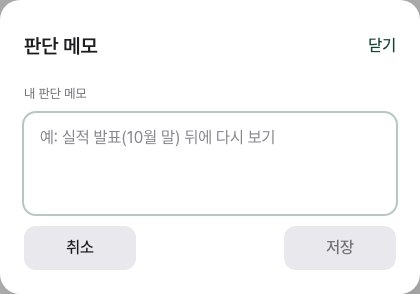 판단 메모
닫기
내 판단 메모
예: 실적 발표(10월 말) 뒤에 다시 보기
취소
저장